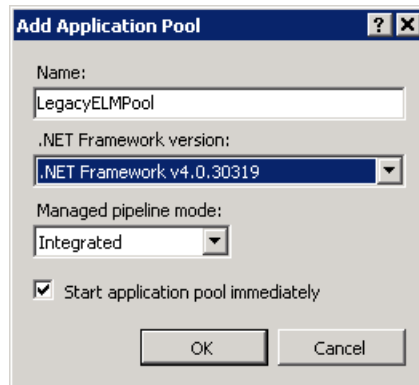 Add Application Pool
Name:
LegacyELMPool
.NET Framework version:
.NET Framework v4.0.30319
Managed pipeline mode:
Integrated
Start application pool immediately
OK Cancel